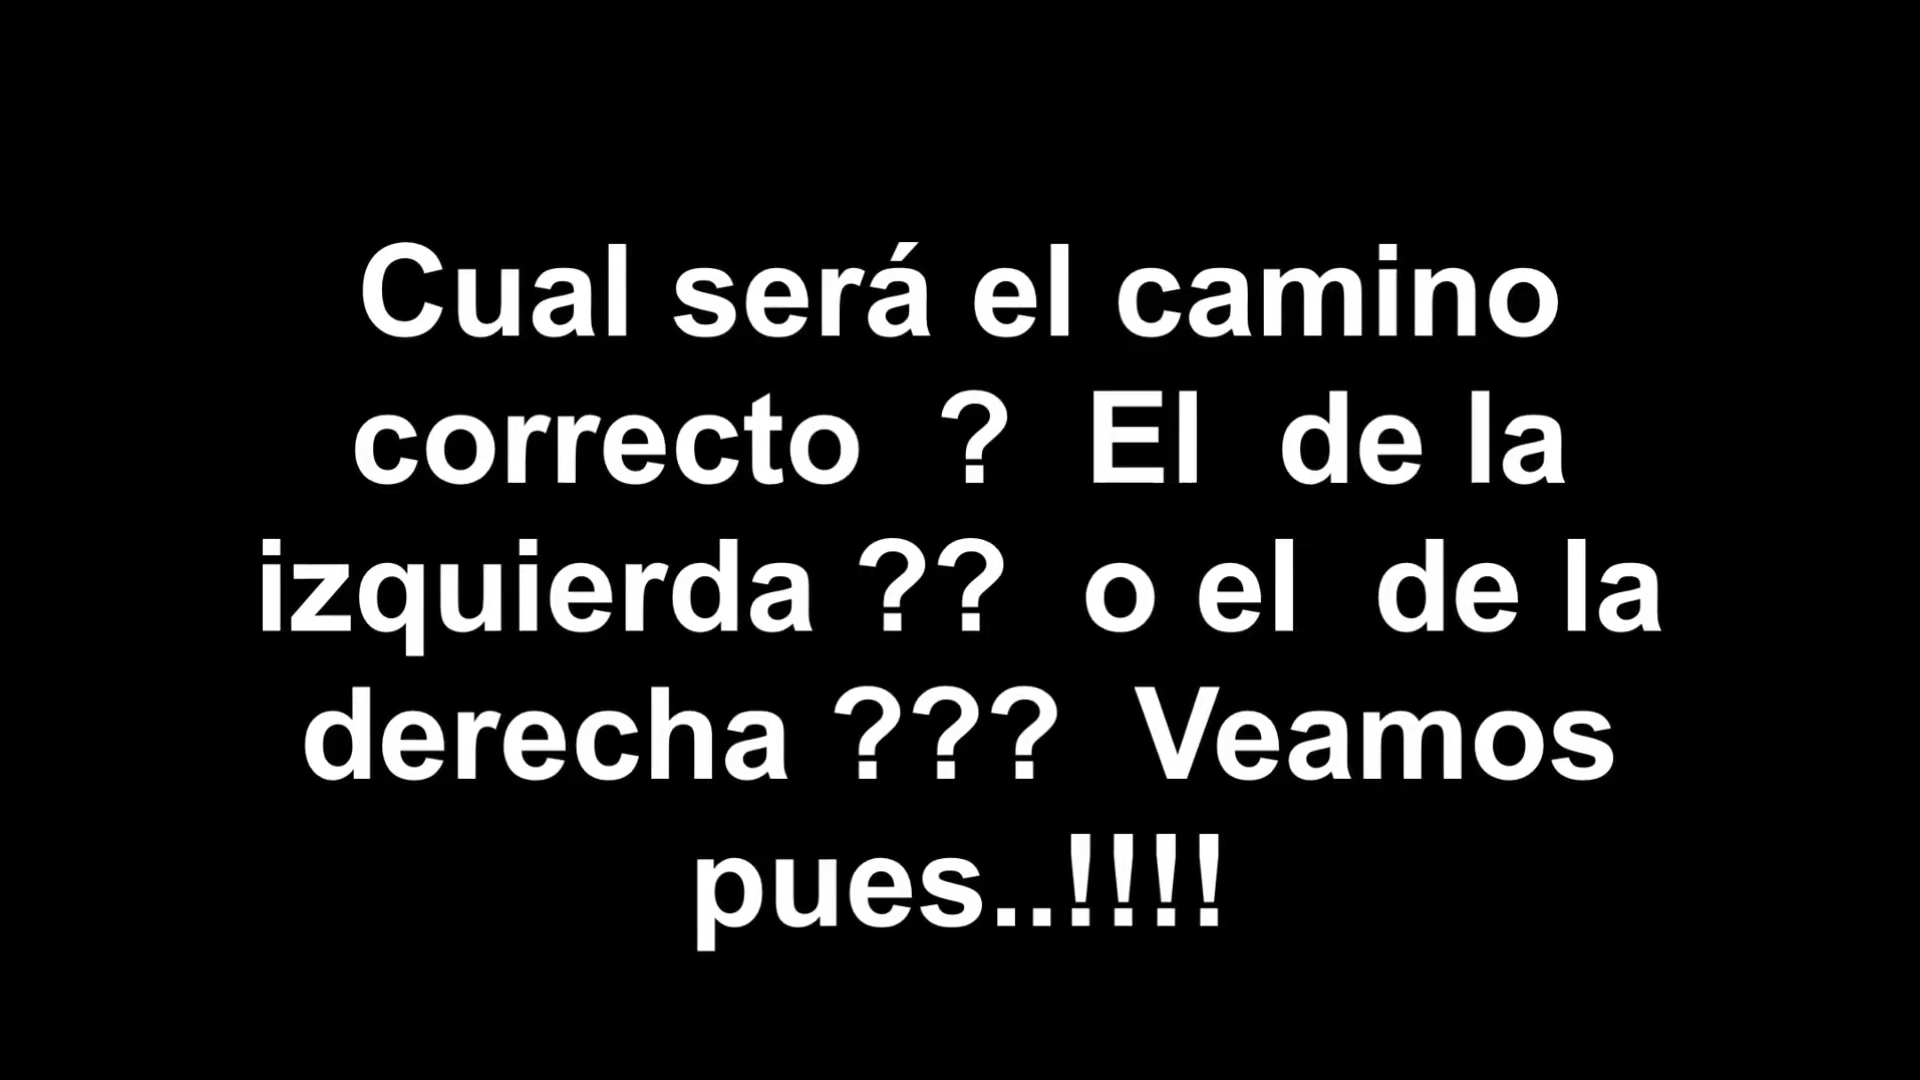 Cual será el camino
correcto  ?  El  de la
izquierda ??  o el  de la
derecha ???  Veamos
pues..!!!!